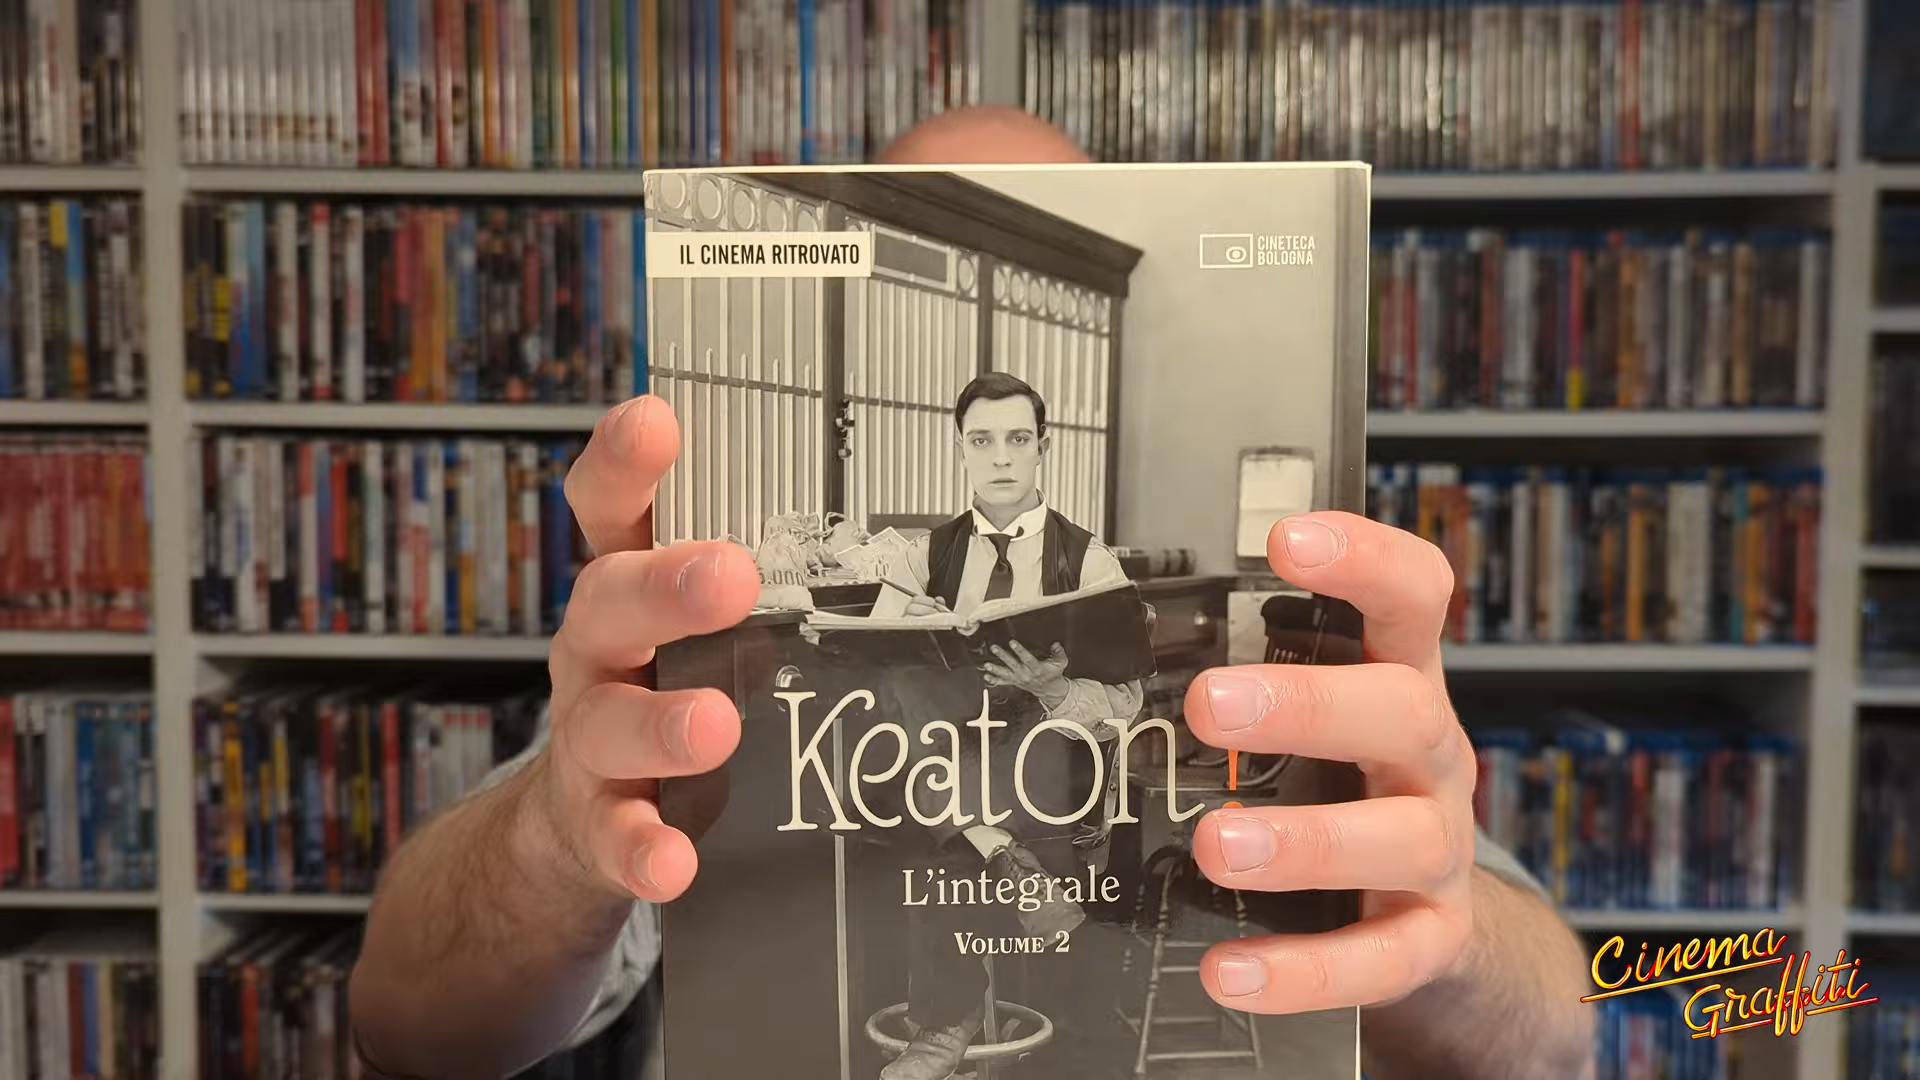 IL CINEMA RITROVATO
CINETECA
BOLOGNA
Keaton!
L'integrale
VOLUME 2
Cinema
Graffiti